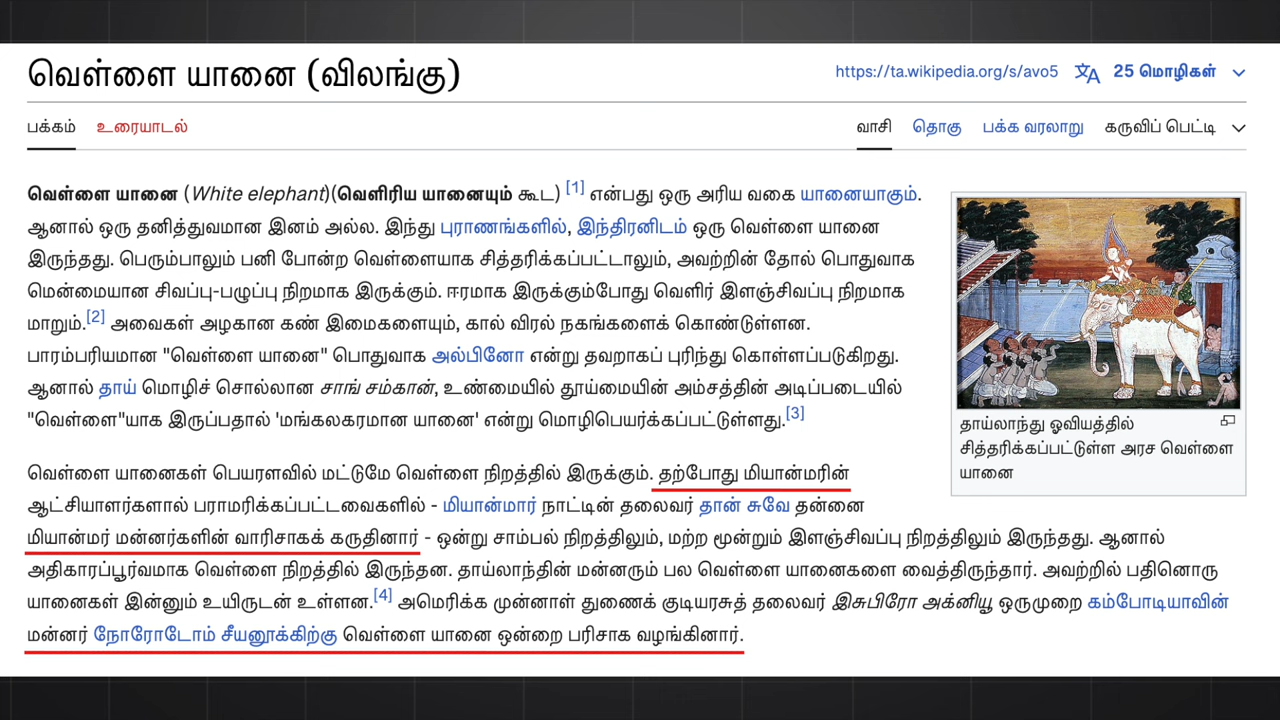 வெள்ளை யானை (விலங்கு)
https://ta.wikipedia.org/s/avo5 25 மொழிகள்
பக்கம் உரையாடல் வாசி தொகு பக்க வரலாறு கருவிப் பெட்டி
வெள்ளை யானை (White elephant)(வெளிரிய யானையும் கூட) [1] என்பது ஒரு அரிய வகை யானையாகும்.
ஆனால் ஒரு தனித்துவமான இனம் அல்ல. இந்து புராணங்களில், இந்திரனிடம் ஒரு வெள்ளை யானை
இருந்தது. பெரும்பாலும் பனி போன்ற வெள்ளையாக சித்தரிக்கப்பட்டாலும், அவற்றின் தோல் பொதுவாக
மென்மையான சிவப்பு-பழுப்பு நிறமாக இருக்கும். ஈரமாக இருக்கும்போது வெளிர் இளஞ்சிவப்பு நிறமாக
மாறும்.[2] அவைகள் அழகான கண் இமைகளையும், கால் விரல் நகங்களைக் கொண்டுள்ளன.
பாரம்பரியமான "வெள்ளை யானை" பொதுவாக அல்பினோ என்று தவறாகப் புரிந்து கொள்ளப்படுகிறது.
ஆனால் தாய் மொழிச் சொல்லான சாங் சம்கான், உண்மையில் தூய்மையின் அம்சத்தின் அடிப்படையில்
"வெள்ளை"யாக இருப்பதால் 'மங்கலகரமான யானை' என்று மொழிபெயர்க்கப்பட்டுள்ளது.[3]
தாய்லாந்து ஓவியத்தில்
சித்தரிக்கப்பட்டுள்ள அரச வெள்ளை
யானை
வெள்ளை யானைகள் பெயரளவில் மட்டுமே வெள்ளை நிறத்தில் இருக்கும். தற்போது மியான்மரின்
ஆட்சியாளர்களால் பராமரிக்கப்பட்டவைகளில் - மியான்மார் நாட்டின் தலைவர் தான் சுவே தன்னை
மியான்மர் மன்னர்களின் வாரிசாகக் கருதினார் - ஒன்று சாம்பல் நிறத்திலும், மற்ற மூன்றும் இளஞ்சிவப்பு நிறத்திலும் இருந்தது. ஆனால்
அதிகாரப்பூர்வமாக வெள்ளை நிறத்தில் இருந்தன. தாய்லாந்தின் மன்னரும் பல வெள்ளை யானைகளை வைத்திருந்தார். அவற்றில் பதினொரு
யானைகள் இன்னும் உயிருடன் உள்ளன.[4] அமெரிக்க முன்னாள் துணைக் குடியரசுத் தலைவர் இசுபிரோ அக்னியூ ஒருமுறை கம்போடியாவின்
மன்னர் நோரோடோம் சீயனூக்கிற்கு வெள்ளை யானை ஒன்றை பரிசாக வழங்கினார்.